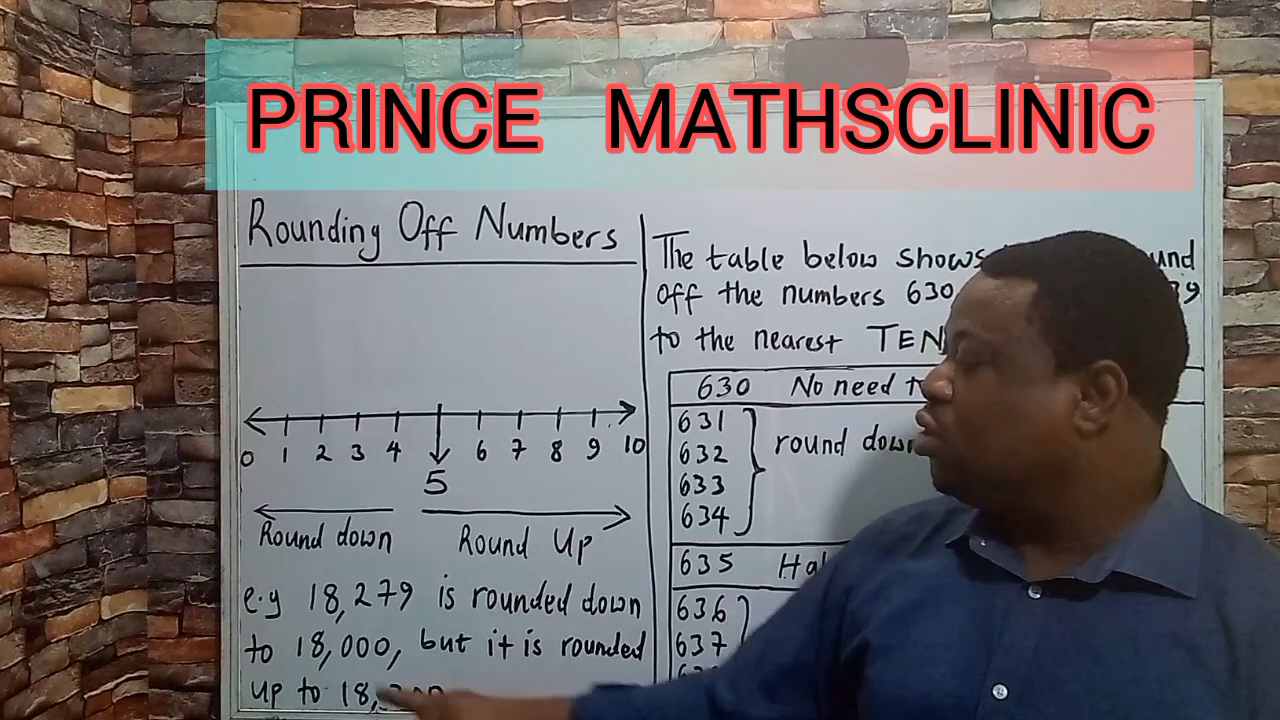 PRINCE MATHSCLINIC
Rounding Off Numbers
0 1 2 3 4 6 7 8 9 10
5
Round down Round Up
e.g 18,279 is rounded down
to 18,000, but it is rounded
up to
The table below shows
off the numbers 630
to the nearest TEN
630 No need
631
632
633
634
round down
635
636
637